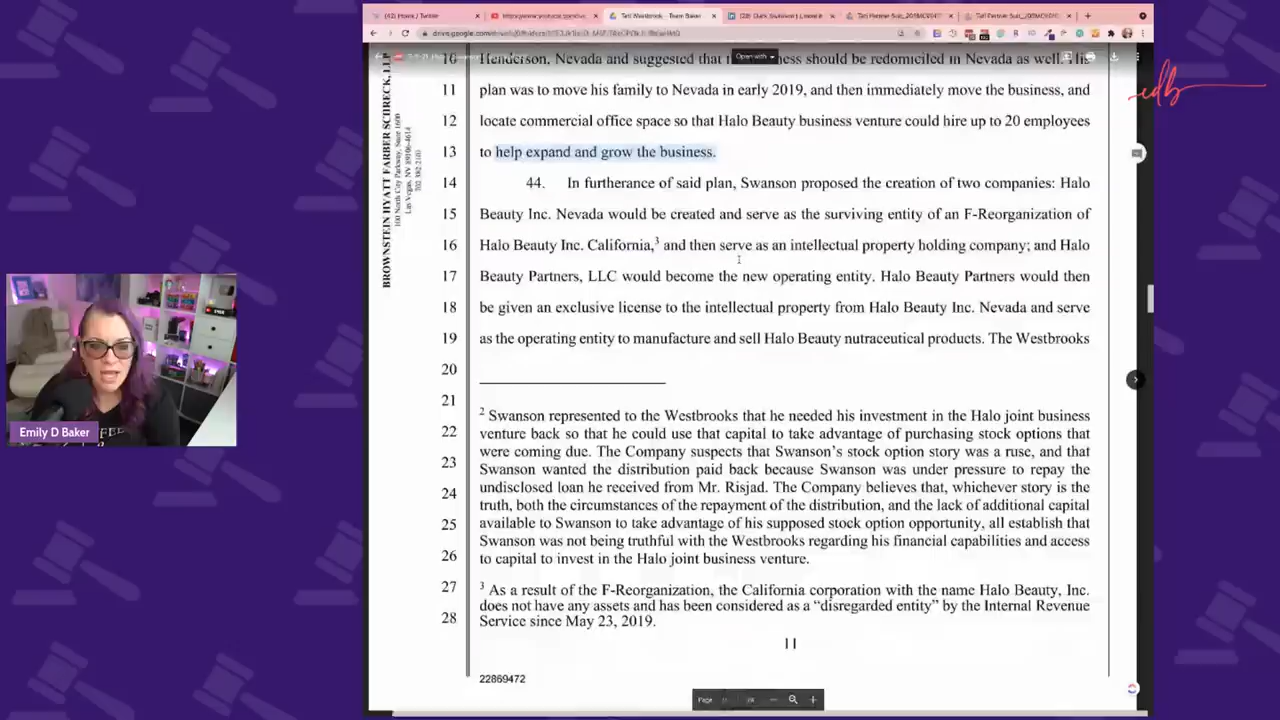 (42) Home / Twitter
Tati Westbrook - Team Baker
Open with
Henderson, Nevada and suggested that should be redomiciled in Nevada as well.
11 plan was to move his family to Nevada in early 2019, and then immediately move the business, and
12 locate commercial office space so that Halo Beauty business venture could hire up to 20 employees
13 to help expand and grow the business.
14 44. In furtherance of said plan, Swanson proposed the creation of two companies: Halo
15 Beauty Inc. Nevada would be created and serve as the surviving entity of an F-Reorganization of
16 Halo Beauty Inc. California,3 and then serve as an intellectual property holding company; and Halo
17 Beauty Partners, LLC would become the new operating entity. Halo Beauty Partners would then
18 be given an exclusive license to the intellectual property from Halo Beauty Inc. Nevada and serve
19 as the operating entity to manufacture and sell Halo Beauty nutraceutical products. The Westbrooks
20
21
2 Swanson represented to the Westbrooks that he needed his investment in the Halo joint business
22 venture back so that he could use that capital to take advantage of purchasing stock options that
were coming due. The Company suspects that Swanson's stock option story was a ruse, and that
23 Swanson wanted the distribution paid back because Swanson was under pressure to repay the
24 undisclosed loan he received from Mr. Risjad. The Company believes that, whichever story is the
truth, both the circumstances of the repayment of the distribution, and the lack of additional capital
25 available to Swanson to take advantage of his supposed stock option opportunity, all establish that
Swanson was not being truthful with the Westbrooks regarding his financial capabilities and access
26 to capital to invest in the Halo joint business venture.
27 3 As a result of the F-Reorganization, the California corporation with the name Halo Beauty, Inc.
does not have any assets and has been considered as a "disregarded entity" by the Internal Revenue
28 Service since May 23, 2019.
11
22869472
Page
BROWNSTEIN HYATT FARBER SCHRECK, LLP
100 North City Parkway, Suite 1600
Las Vegas, NV 89106-4614
702.382.2101
Emily D Baker
edb